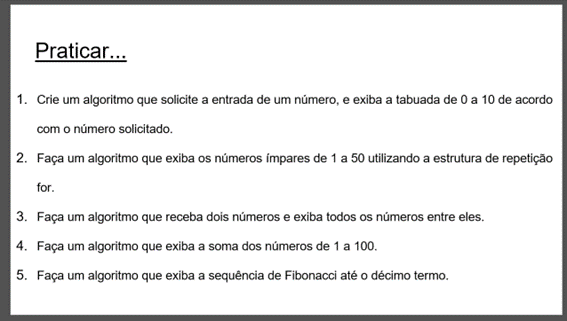 Praticar...
1. Crie um algoritmo que solicite a entrada de um número, e exiba a tabuada de 0 a 10 de acordo
com o número solicitado.
2. Faça um algoritmo que exiba os números ímpares de 1 a 50 utilizando a estrutura de repetição
for.
3. Faça um algoritmo que receba dois números e exiba todos os números entre eles.
4. Faça um algoritmo que exiba a soma dos números de 1 a 100.
5. Faça um algoritmo que exiba a sequência de Fibonacci até o décimo termo.